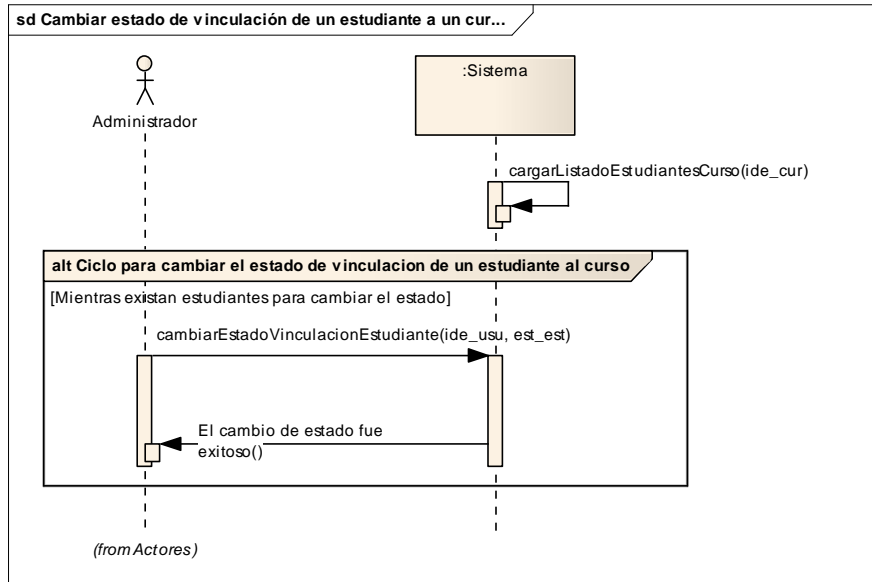 sd Cambiar estado de vinculación de un estudiante a un cur...
Administrador
:Sistema
cargarListadoEstudiantesCurso(ide_cur)
alt Ciclo para cambiar el estado de vinculacion de un estudiante al curso
[Mientras existan estudiantes para cambiar el estado]
cambiarEstadoVinculacionEstudiante(ide_usu, est_est)
El cambio de estado fue
exitoso()
(from Actores)